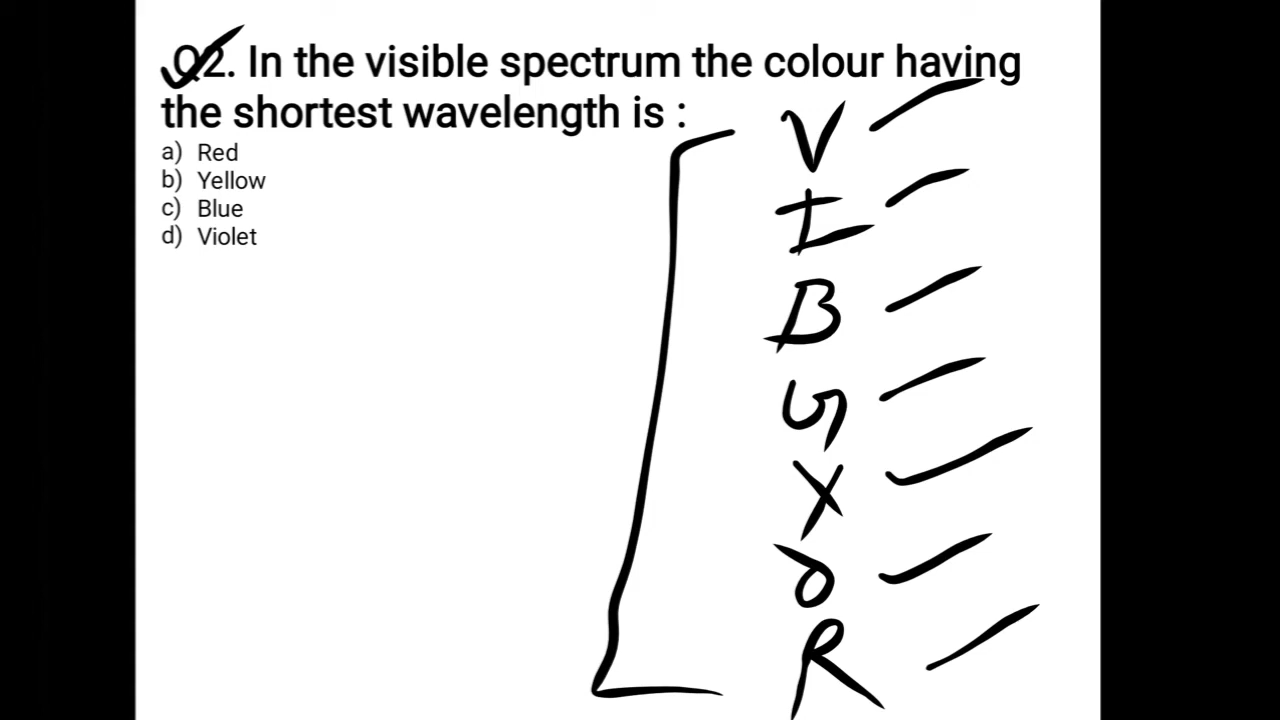 Q2. In the visible spectrum the colour having
the shortest wavelength is :
a) Red
b) Yellow
c) Blue
d) Violet
V
I
B
G
Y
O
R